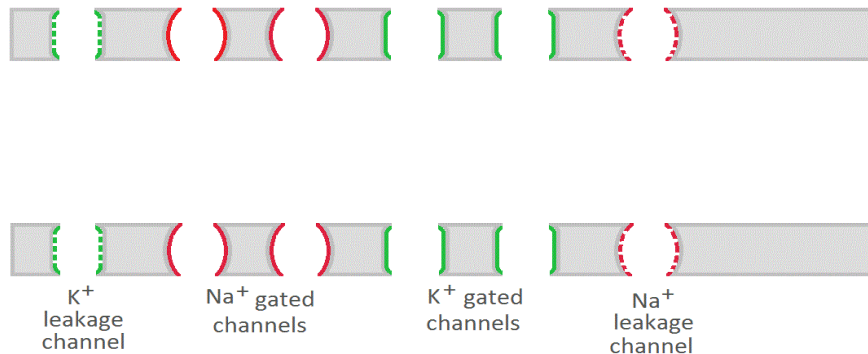 K⁺
leakage
channel
Na⁺ gated
channels
K⁺ gated
channels
Na⁺
leakage
channel